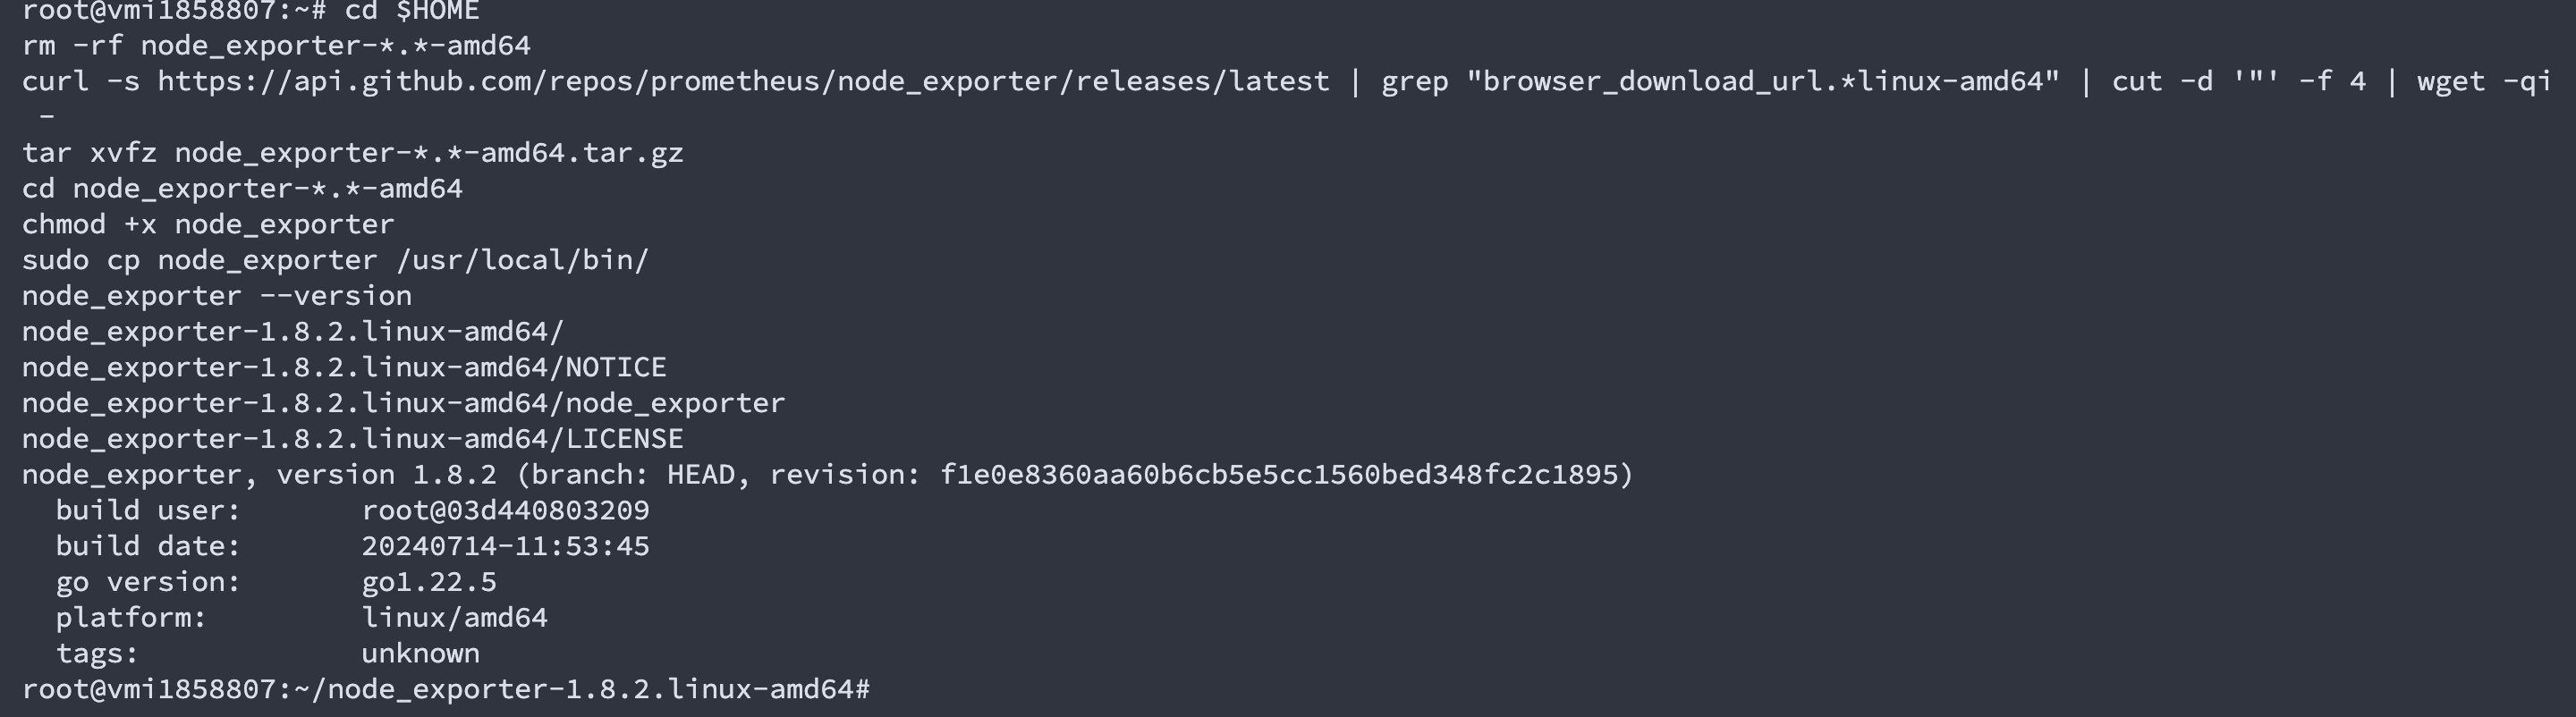 root@vmi1858807:~# cd $HOME
rm -rf node_exporter-*.*-amd64
curl -s https://api.github.com/repos/prometheus/node_exporter/releases/latest | grep "browser_download_url.*linux-amd64" | cut -d '"' -f 4 | wget -qi
 -
tar xvfz node_exporter-*.*-amd64.tar.gz
cd node_exporter-*.*-amd64
chmod +x node_exporter
sudo cp node_exporter /usr/local/bin/
node_exporter --version
node_exporter-1.8.2.linux-amd64/
node_exporter-1.8.2.linux-amd64/NOTICE
node_exporter-1.8.2.linux-amd64/node_exporter
node_exporter-1.8.2.linux-amd64/LICENSE
node_exporter, version 1.8.2 (branch: HEAD, revision: f1e0e8360aa60b6cb5e5cc1560bed348fc2c1895)
  build user:       root@03d440803209
  build date:       20240714-11:53:45
  go version:       go1.22.5
  platform:         linux/amd64
  tags:             unknown
root@vmi1858807:~/node_exporter-1.8.2.linux-amd64#